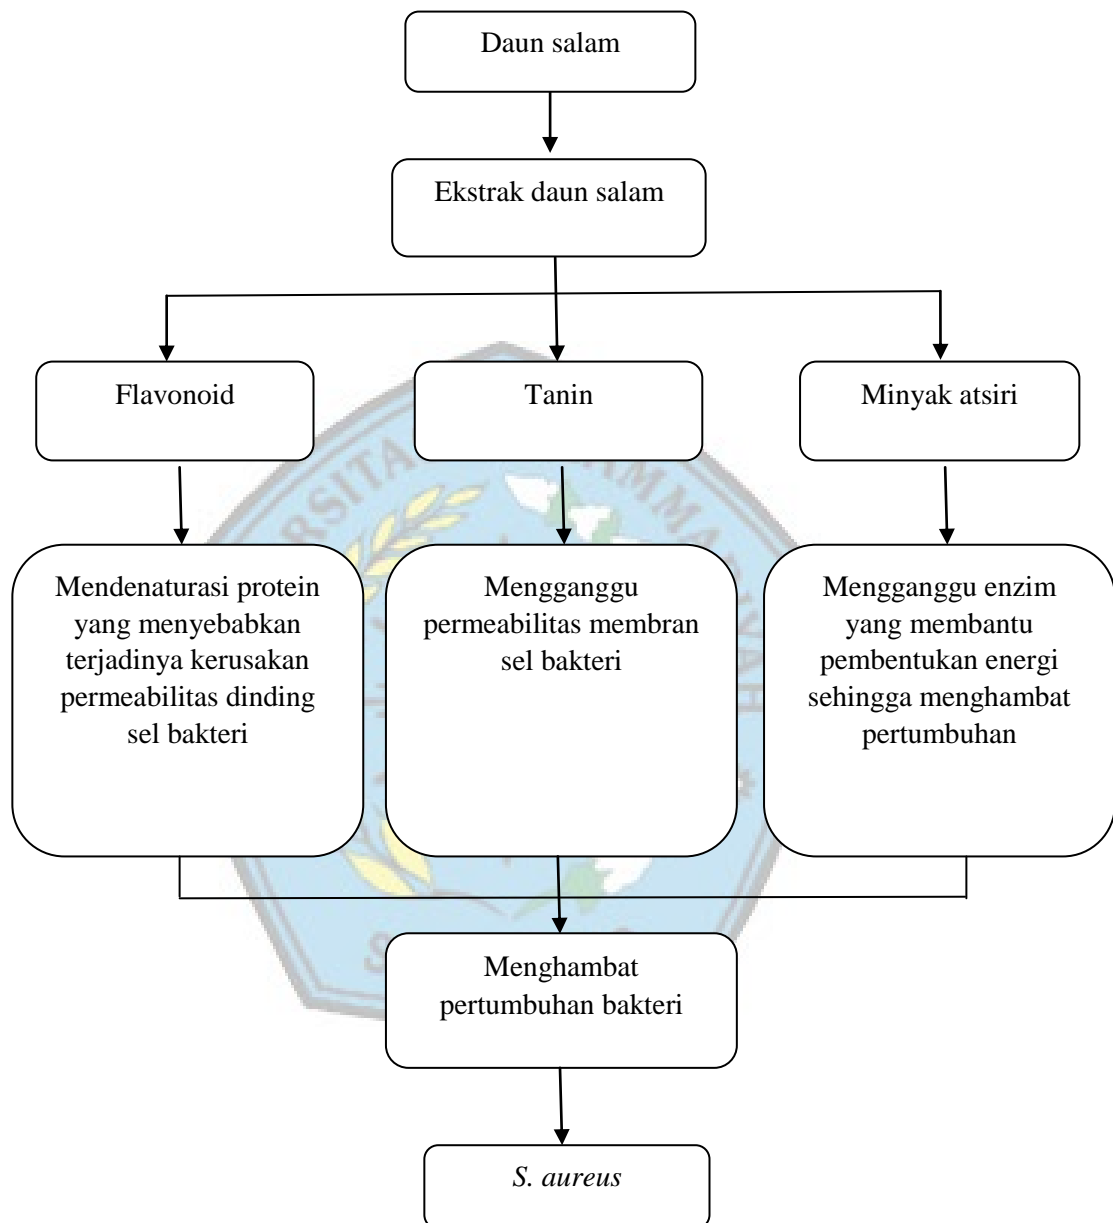 Daun salam
Ekstrak daun salam
Flavonoid
Tanin
Minyak atsiri
Mendenaturasi protein
yang menyebabkan
terjadinya kerusakan
permeabilitas dinding
sel bakteri
Mengganggu
permeabilitas membran
sel bakteri
Mengganggu enzim
yang membantu
pembentukan energi
sehingga menghambat
pertumbuhan
Menghambat
pertumbuhan bakteri
S. aureus